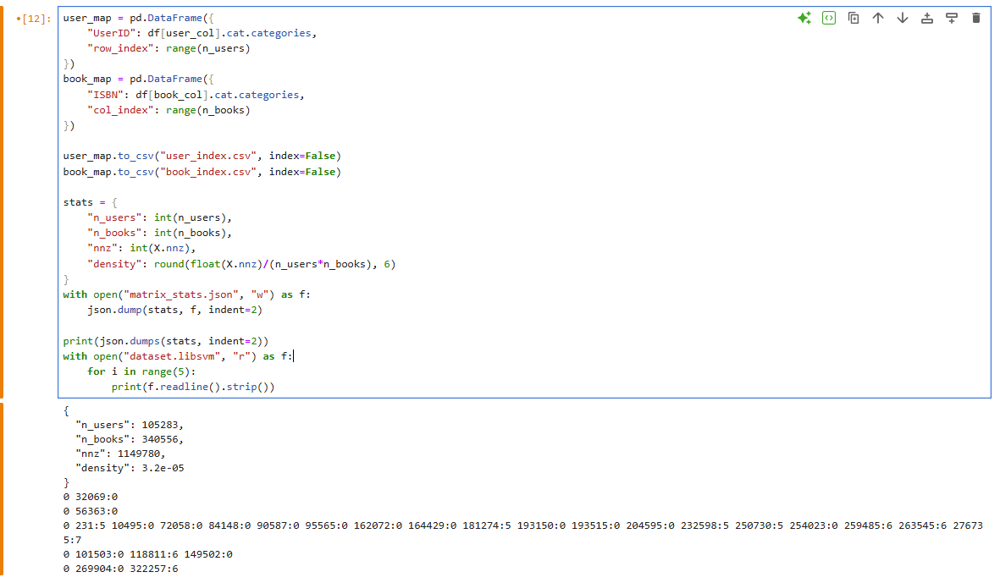 •[12]:
user_map = pd.DataFrame({
    "UserID": df[user_col].cat.categories,
    "row_index": range(n_users)
})
book_map = pd.DataFrame({
    "ISBN": df[book_col].cat.categories,
    "col_index": range(n_books)
})
user_map.to_csv("user_index.csv", index=False)
book_map.to_csv("book_index.csv", index=False)
stats = {
    "n_users": int(n_users),
    "n_books": int(n_books),
    "nnz": int(X.nnz),
    "density": round(float(X.nnz)/(n_users*n_books), 6)
}
with open("matrix_stats.json", "w") as f:
    json.dump(stats, f, indent=2)
print(json.dumps(stats, indent=2))
with open("dataset.libsvm", "r") as f:
    for i in range(5):
        print(f.readline().strip())
{
  "n_users": 105283,
  "n_books": 340556,
  "nnz": 1149780,
  "density": 3.2e-05
}
0 32069:0
0 56363:0
0 231:5 10495:0 72058:0 84148:0 90587:0 95565:0 162072:0 164429:0 181274:5 193150:0 193515:0 204595:0 232598:5 250730:5 254023:0 259485:6 263545:6 27673
5:7
0 101503:0 118811:6 149502:0
0 269904:0 322257:6